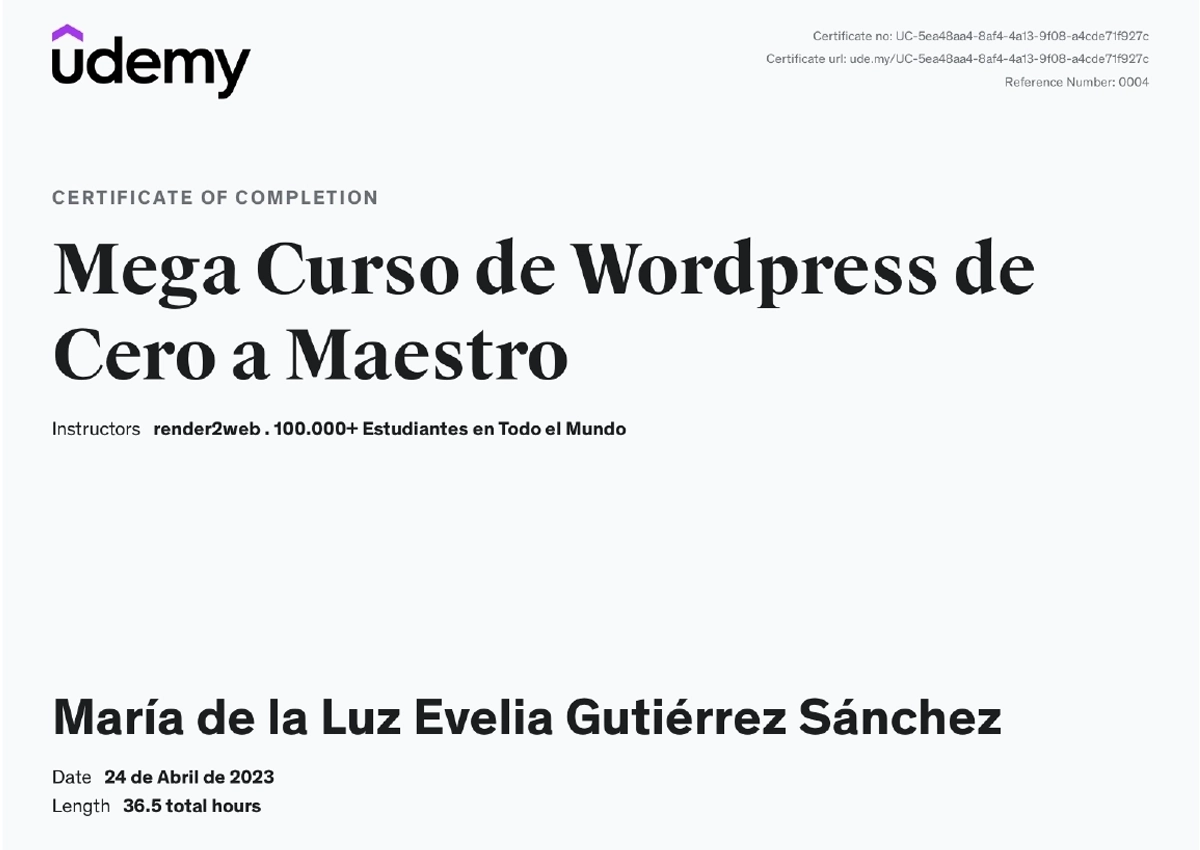 udemy
Certificate no: UC-5ea48aa4-8af4-4a13-9f08-a4cde71f927c
Certificate url: ude.my/UC-5ea48aa4-8af4-4a13-9f08-a4cde71f927c
Reference Number: 0004
CERTIFICATE OF COMPLETION
Mega Curso de Wordpress de
Cero a Maestro
Instructors render2web . 100.000+ Estudiantes en Todo el Mundo
María de la Luz Evelia Gutiérrez Sánchez
Date 24 de Abril de 2023
Length 36.5 total hours